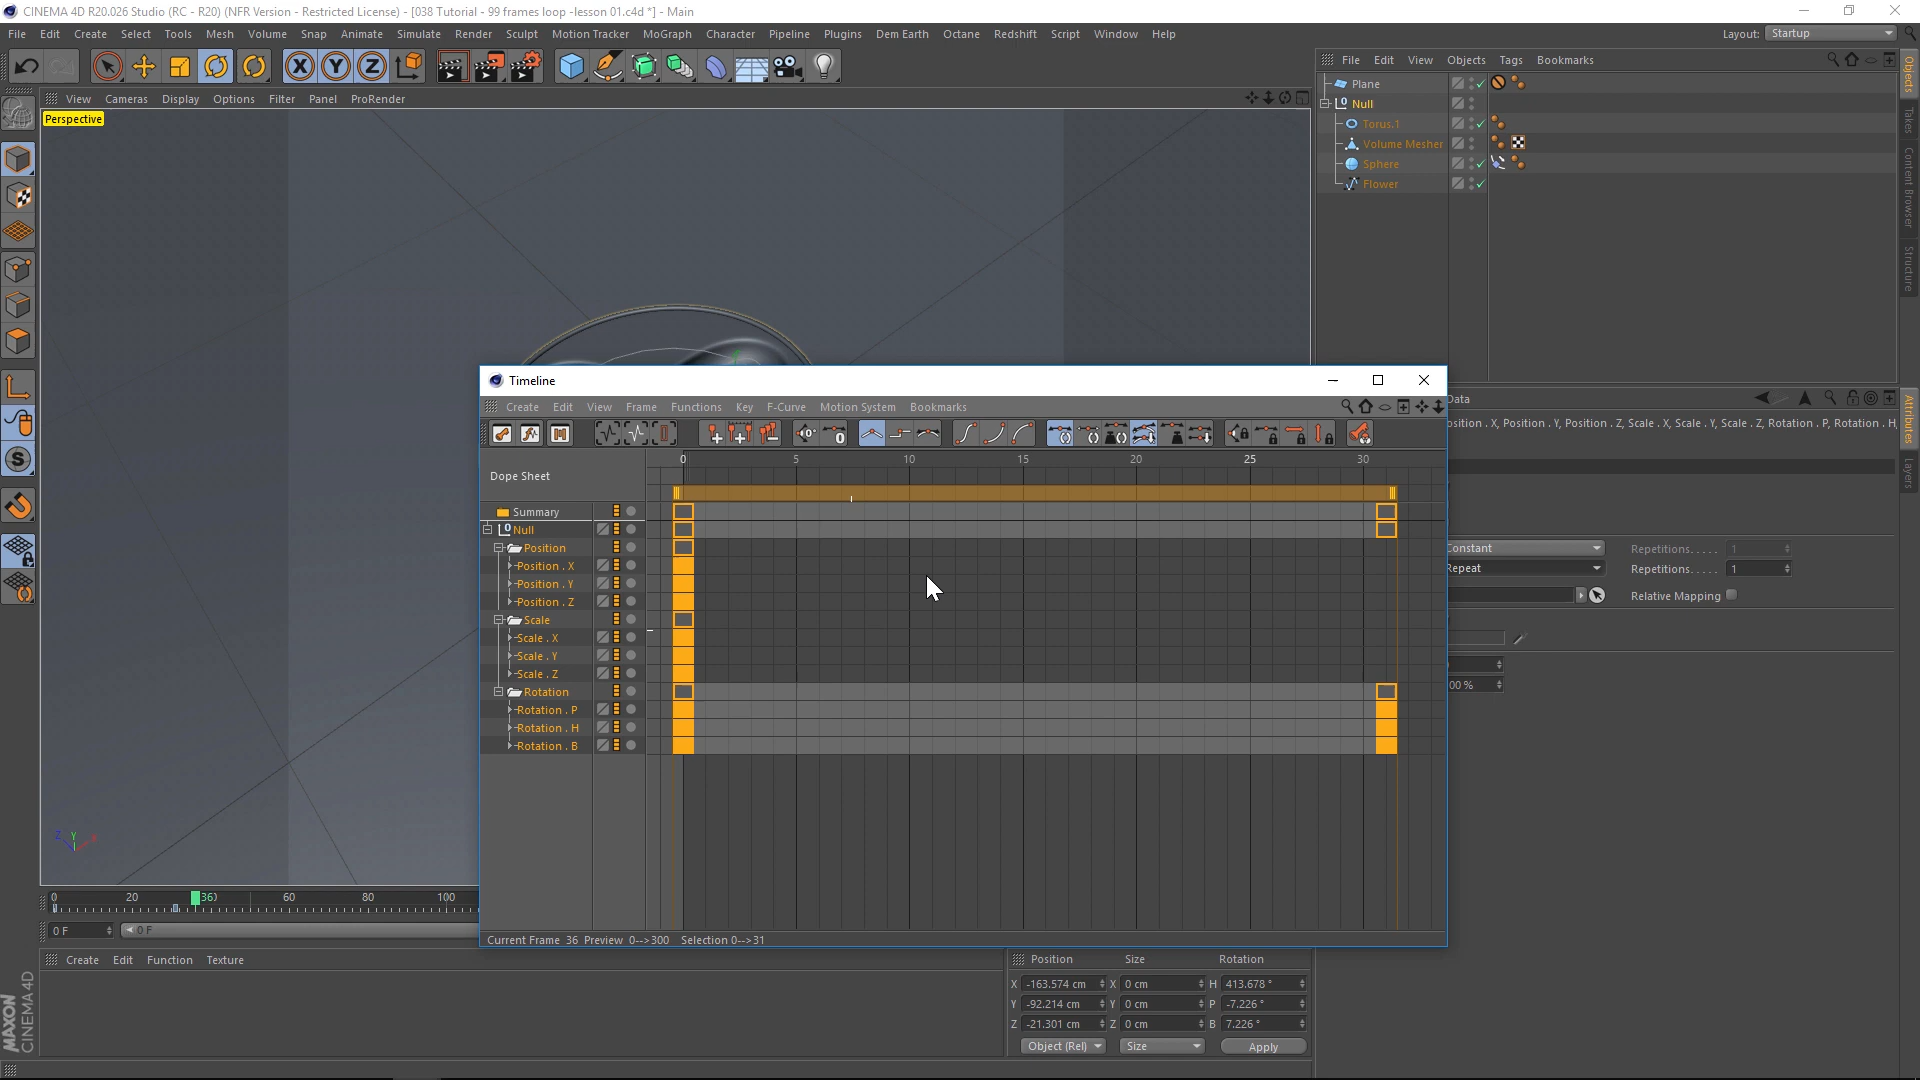 CINEMA 4D R20.026 Studio (RC - R20) (NFR Version - Restricted License) - [038 Tutorial - 99 frames loop -lesson 01.c4d *] - Main
File Edit Create Select Tools Mesh Volume Snap Animate Simulate Render Sculpt Motion Tracker MoGraph Character Pipeline Plugins Dem Earth Octane Redshift Script Window Help
Layout: Startup
X Y Z
File Edit View Objects Tags Bookmarks
View Cameras Display Options Filter Panel ProRender
Perspective
Plane
Null
Torus.1
Volume Mesher
Sphere
Flower
Objects
Takes
Content Browser
Structure
Attributes
Layers
Timeline
Create Edit View Frame Functions Key F-Curve Motion System Bookmarks
Dope Sheet
0 5 10 15 20 25 30
Summary
Null
Position
Position . X
Position . Y
Position . Z
Scale
Scale . X
Scale . Y
Scale . Z
Rotation
Rotation . P
Rotation . H
Rotation . B
Current Frame 36 Preview 0-->300 Selection 0-->31
Data
sition . X, Position . Y, Position . Z, Scale . X, Scale . Y, Scale . Z, Rotation . P, Rotation . H,
Constant Repetitions..... 1
Repeat Repetitions..... 1
Relative Mapping
00 %
Z Y X
0 20 36 60 80 100
0 F 0 F
Create Edit Function Texture
Position Size Rotation
X -163.574 cm X 0 cm H 413.678 °
Y -92.214 cm Y 0 cm P -7.226 °
Z -21.301 cm Z 0 cm B 7.226 °
Object (Rel) Size Apply
MAXON
CINEMA 4D